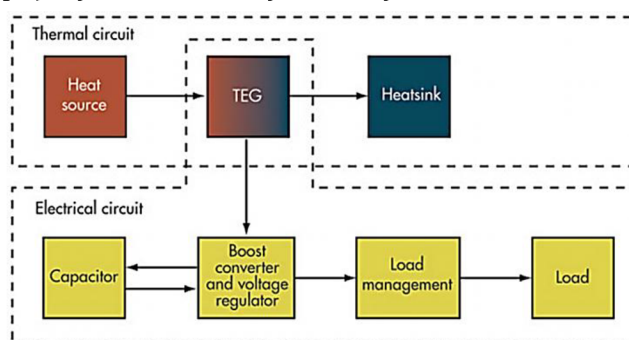 Thermal circuit
Heat
source
TEG
Heatsink
Electrical circuit
Capacitor
Boost
converter
and voltage
regulator
Load
management
Load